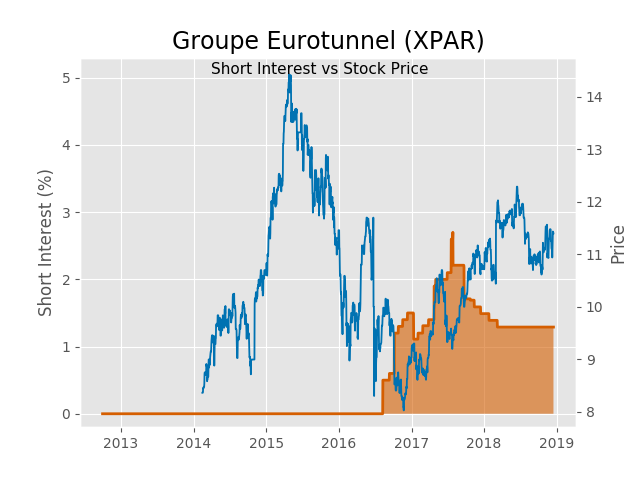 Groupe Eurotunnel (XPAR)
Short Interest vs Stock Price
Short Interest (%)
5
4
3
2
1
0
14
13
12
11
10
9
8
Price
2013 2014 2015 2016 2017 2018 2019